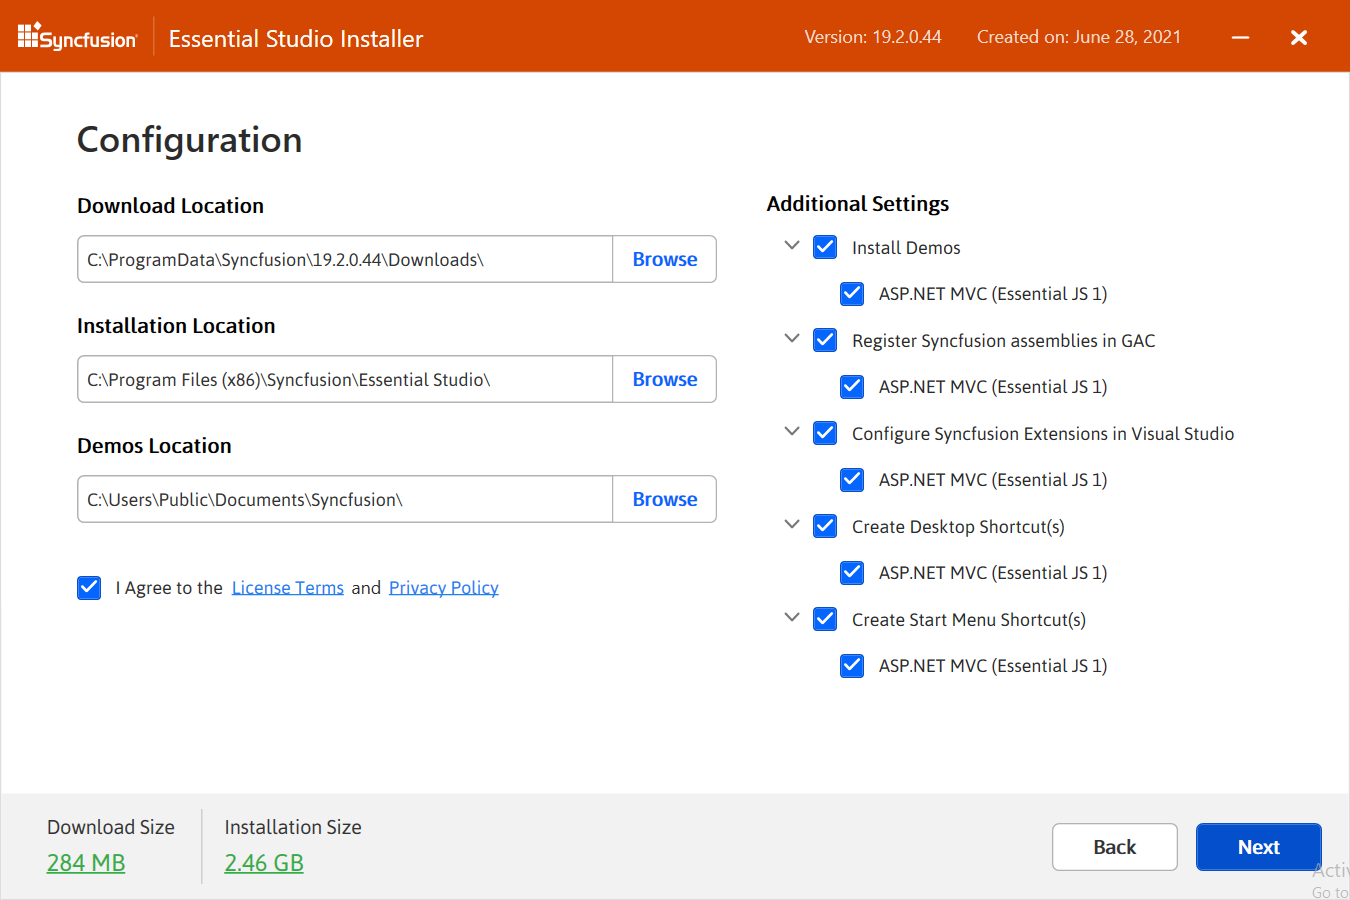 Syncfusion Essential Studio Installer Version: 19.2.0.44 Created on: June 28, 2021
Configuration
Download Location
C:\ProgramData\Syncfusion\19.2.0.44\Downloads\ Browse
Installation Location
C:\Program Files (x86)\Syncfusion\Essential Studio\ Browse
Demos Location
C:\Users\Public\Documents\Syncfusion\ Browse
I Agree to the License Terms and Privacy Policy
Additional Settings
Install Demos
ASP.NET MVC (Essential JS 1)
Register Syncfusion assemblies in GAC
ASP.NET MVC (Essential JS 1)
Configure Syncfusion Extensions in Visual Studio
ASP.NET MVC (Essential JS 1)
Create Desktop Shortcut(s)
ASP.NET MVC (Essential JS 1)
Create Start Menu Shortcut(s)
ASP.NET MVC (Essential JS 1)
Download Size
284 MB
Installation Size
2.46 GB
Back
Next
Activ
Go to